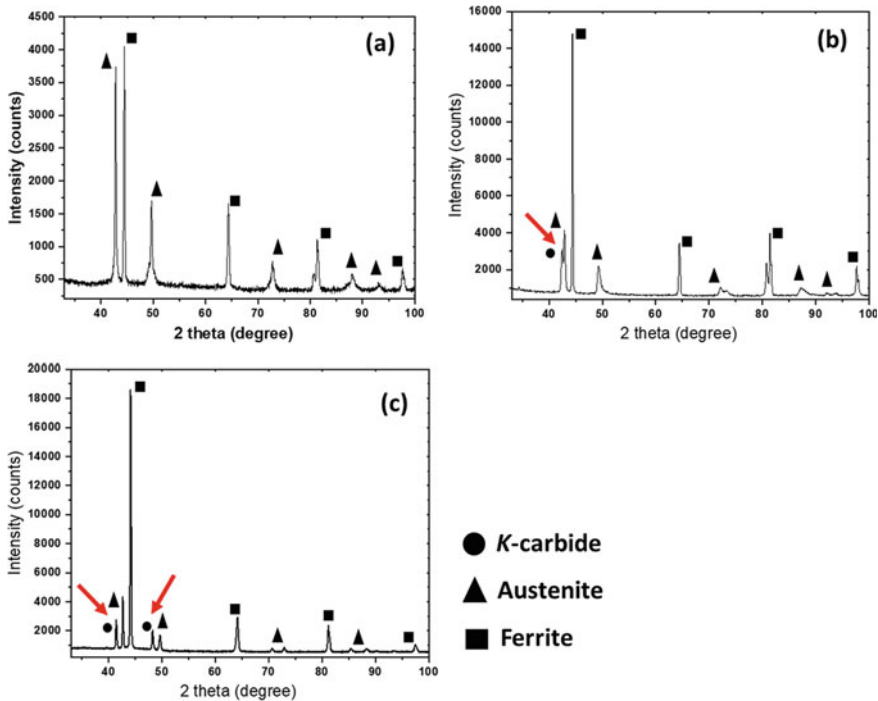 (a)
Intensity (counts)
4500
4000
3500
3000
2500
2000
1500
1000
500
40 50 60 70 80 90 100
2 theta (degree)
(b)
Intensity (counts)
16000
14000
12000
10000
8000
6000
4000
2000
40 50 60 70 80 90 100
2 theta (degree)
(c)
Intensity (counts)
20000
18000
16000
14000
12000
10000
8000
6000
4000
2000
40 50 60 70 80 90 100
2 theta (degree)
K-carbide
Austenite
Ferrite